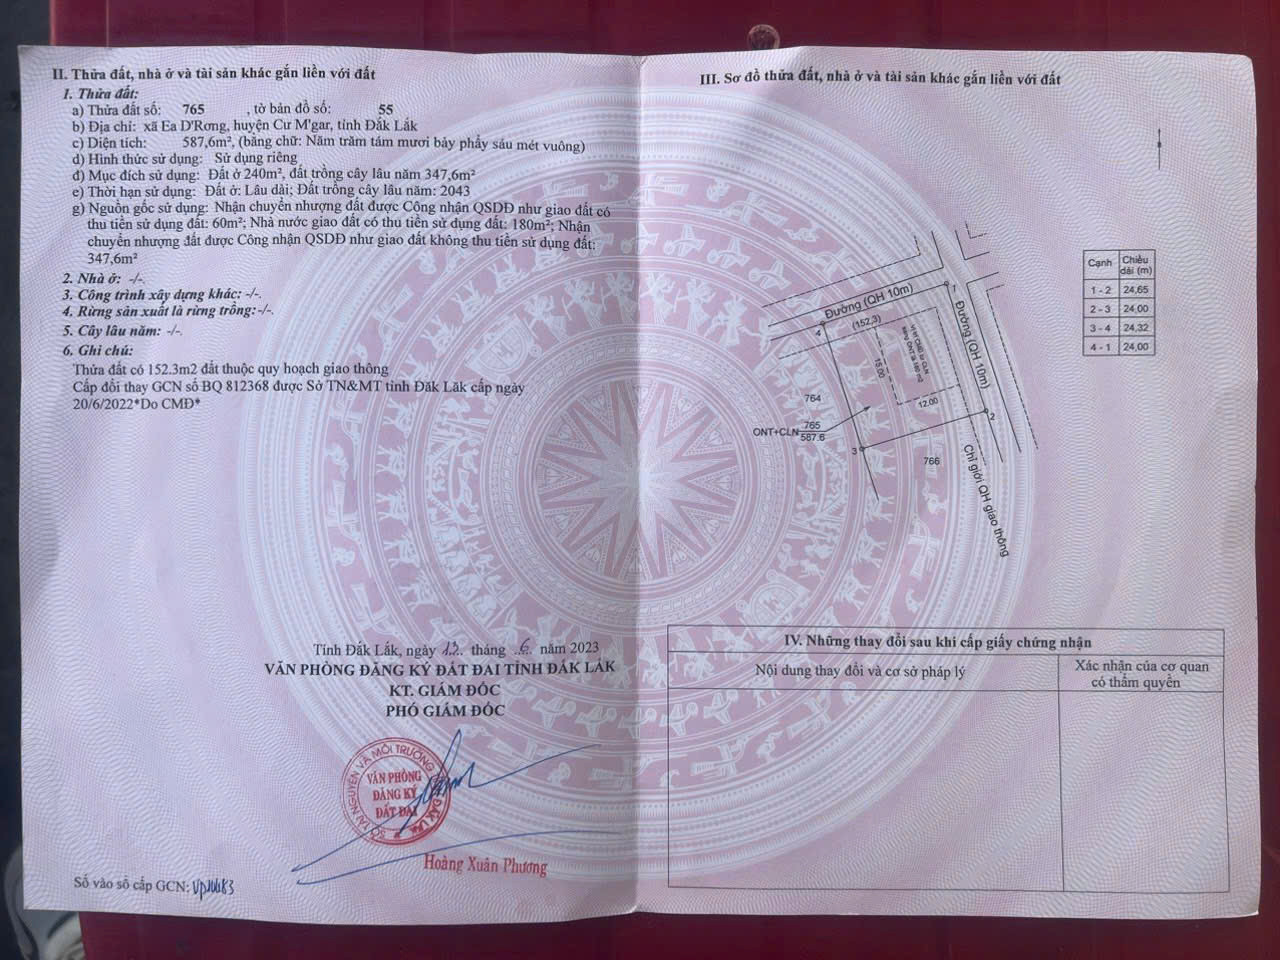 II. Thửa đất, nhà ở và tài sản khác gắn liền với đất
1. Thửa đất:
a) Thửa đất số: 765 , tờ bản đồ số: 55
b) Địa chỉ: xã Ea D'Rơng, huyện Cư M'gar, tỉnh Đắk Lắk
c) Diện tích: 587,6m², (bằng chữ: Năm trăm tám mươi bảy phẩy sáu mét vuông)
d) Hình thức sử dụng: Sử dụng riêng
đ) Mục đích sử dụng: Đất ở 240m², đất trồng cây lâu năm 347,6m²
e) Thời hạn sử dụng: Đất ở: Lâu dài; Đất trồng cây lâu năm: 2043
g) Nguồn gốc sử dụng: Nhận chuyển nhượng đất được Công nhận QSDĐ như giao đất có
thu tiền sử dụng đất: 60m²; Nhà nước giao đất có thu tiền sử dụng đất: 180m²; Nhận
chuyển nhượng đất được Công nhận QSDĐ như giao đất không thu tiền sử dụng đất:
347,6m²
2. Nhà ở: -/-.
3. Công trình xây dựng khác: -/-.
4. Rừng sản xuất là rừng trồng: -/-.
5. Cây lâu năm: -/-
6. Ghi chú:
Thửa đất có 152.3m2 đất thuộc quy hoạch giao thông
Cấp đổi thay GCN số BQ 812368 được Sở TN&MT tỉnh Đăk Lăk cấp ngày
20/6/2022*Do CMĐ*
Tỉnh Đắk Lắk, ngày 12 tháng 6 năm 2023
VĂN PHÒNG ĐĂNG KÝ ĐẤT ĐAI TỈNH ĐẮK LẮK
KT. GIÁM ĐỐC
PHÓ GIÁM ĐỐC
SỞ TÀI NGUYÊN VÀ MÔI TRƯỜNG
VĂN PHÒNG
ĐĂNG KÝ
ĐẤT ĐAI
ĐẮK LẮK
Hoàng Xuân Phương
Số vào sổ cấp GCN:
III. Sơ đồ thửa đất, nhà ở và tài sản khác gắn liền với đất
Đường (QH 10m)
1
4
(152,3)
Đường (QH 10m)
15.00
12.00
764
2
ONT+CLN
765
587.6
3
766
Chỉ giới QH giao thông
Cạnh Chiều dài (m)
1 - 2 24,65
2 - 3 24,00
3 - 4 24,32
4 - 1 24,00
IV. Những thay đổi sau khi cấp giấy chứng nhận
Nội dung thay đổi và cơ sở pháp lý
Xác nhận của cơ quan
có thẩm quyền